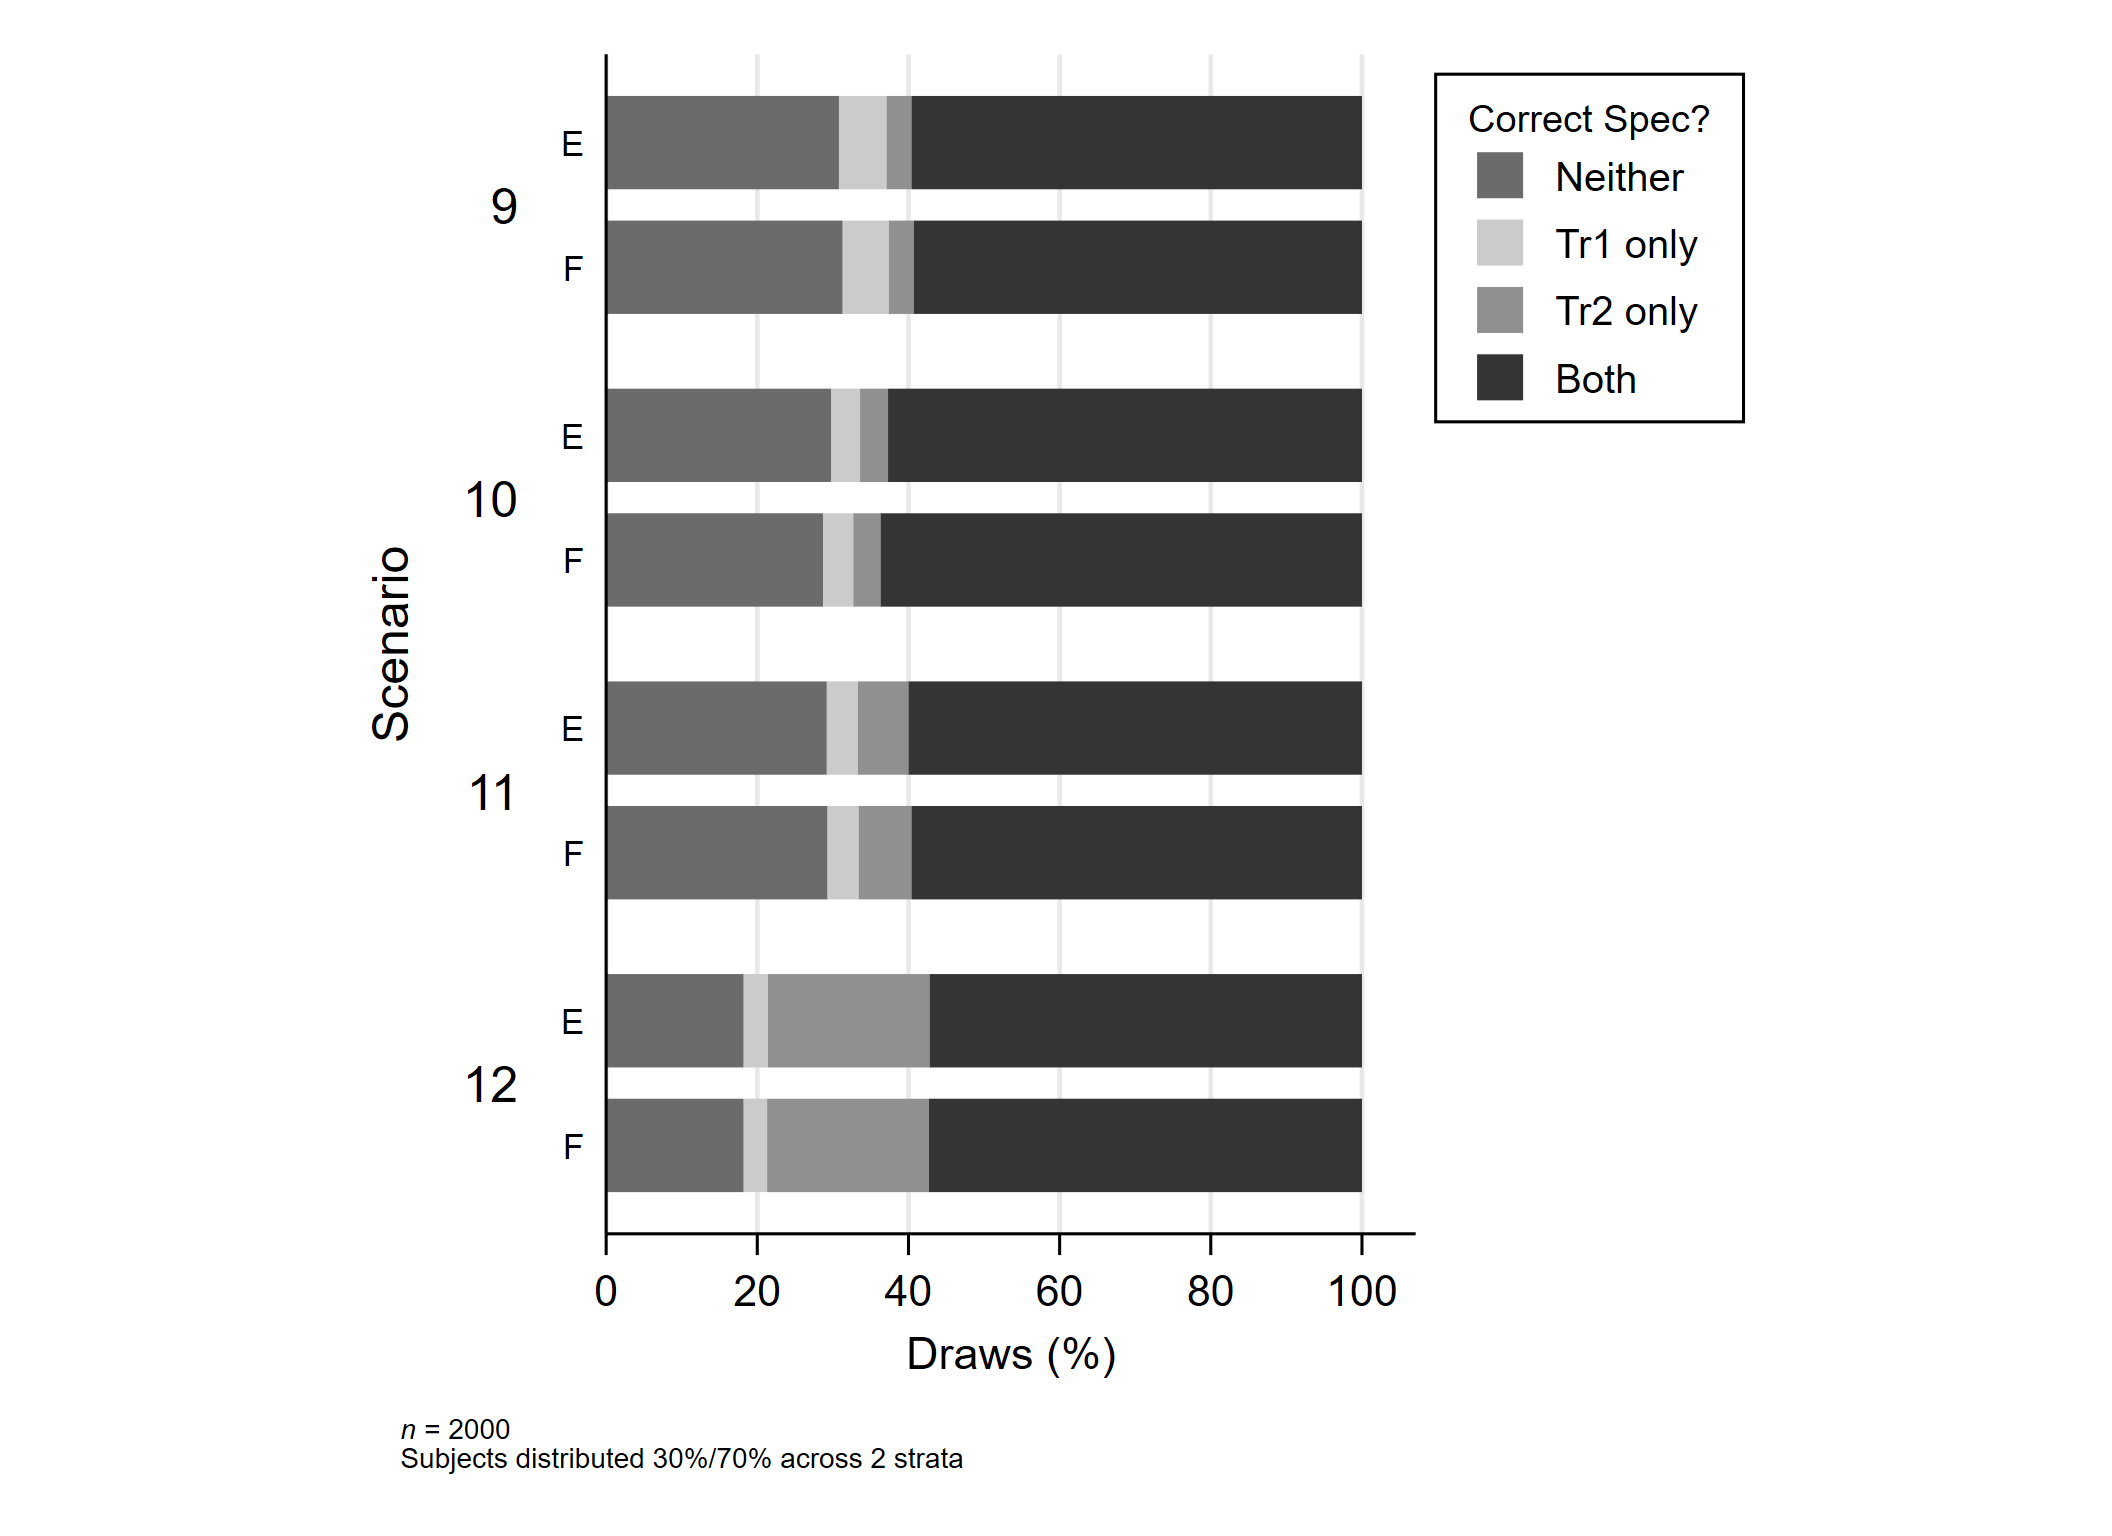 Correct Spec?
Neither
Tr1 only
Tr2 only
Both
Scenario
9
E
F
10
E
F
11
E
F
12
E
F
0 20 40 60 80 100
Draws (%)
n = 2000
Subjects distributed 30%/70% across 2 strata